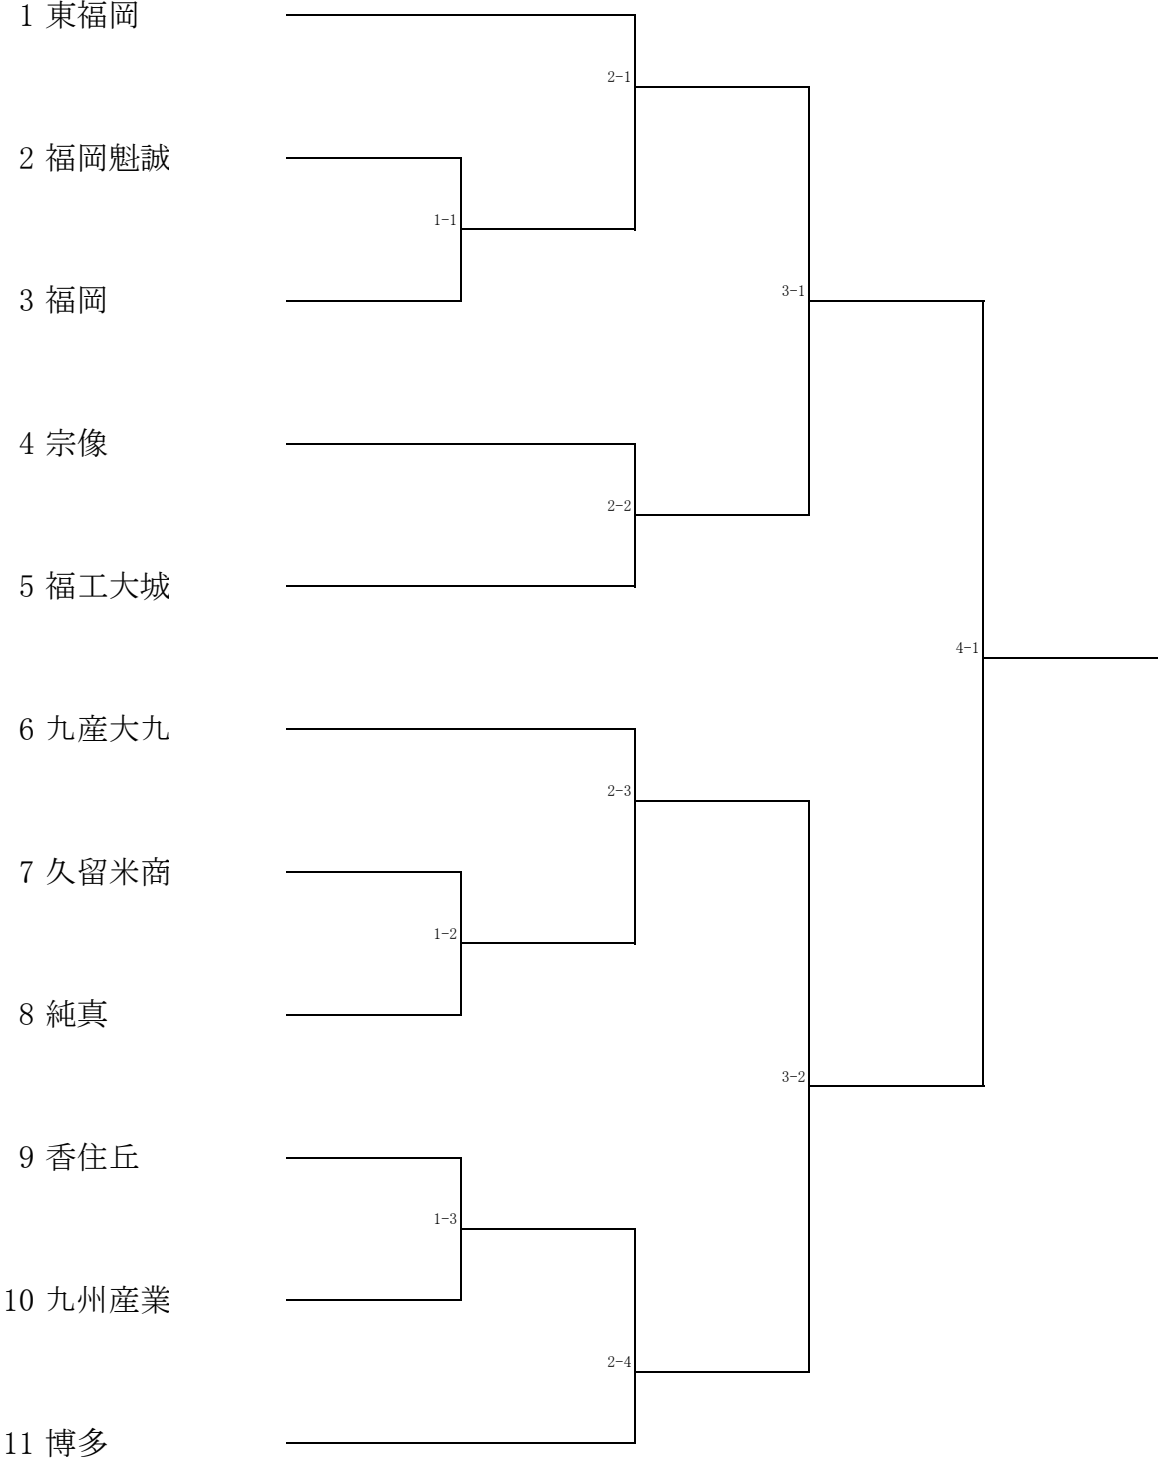 1 東福岡
2-1
2 福岡魁誠
1-1
3 福岡
3-1
4 宗像
2-2
5 福工大城
4-1
6 九産大九
2-3
7 久留米商
1-2
8 純真
3-2
9 香住丘
1-3
10 九州産業
2-4
11 博多